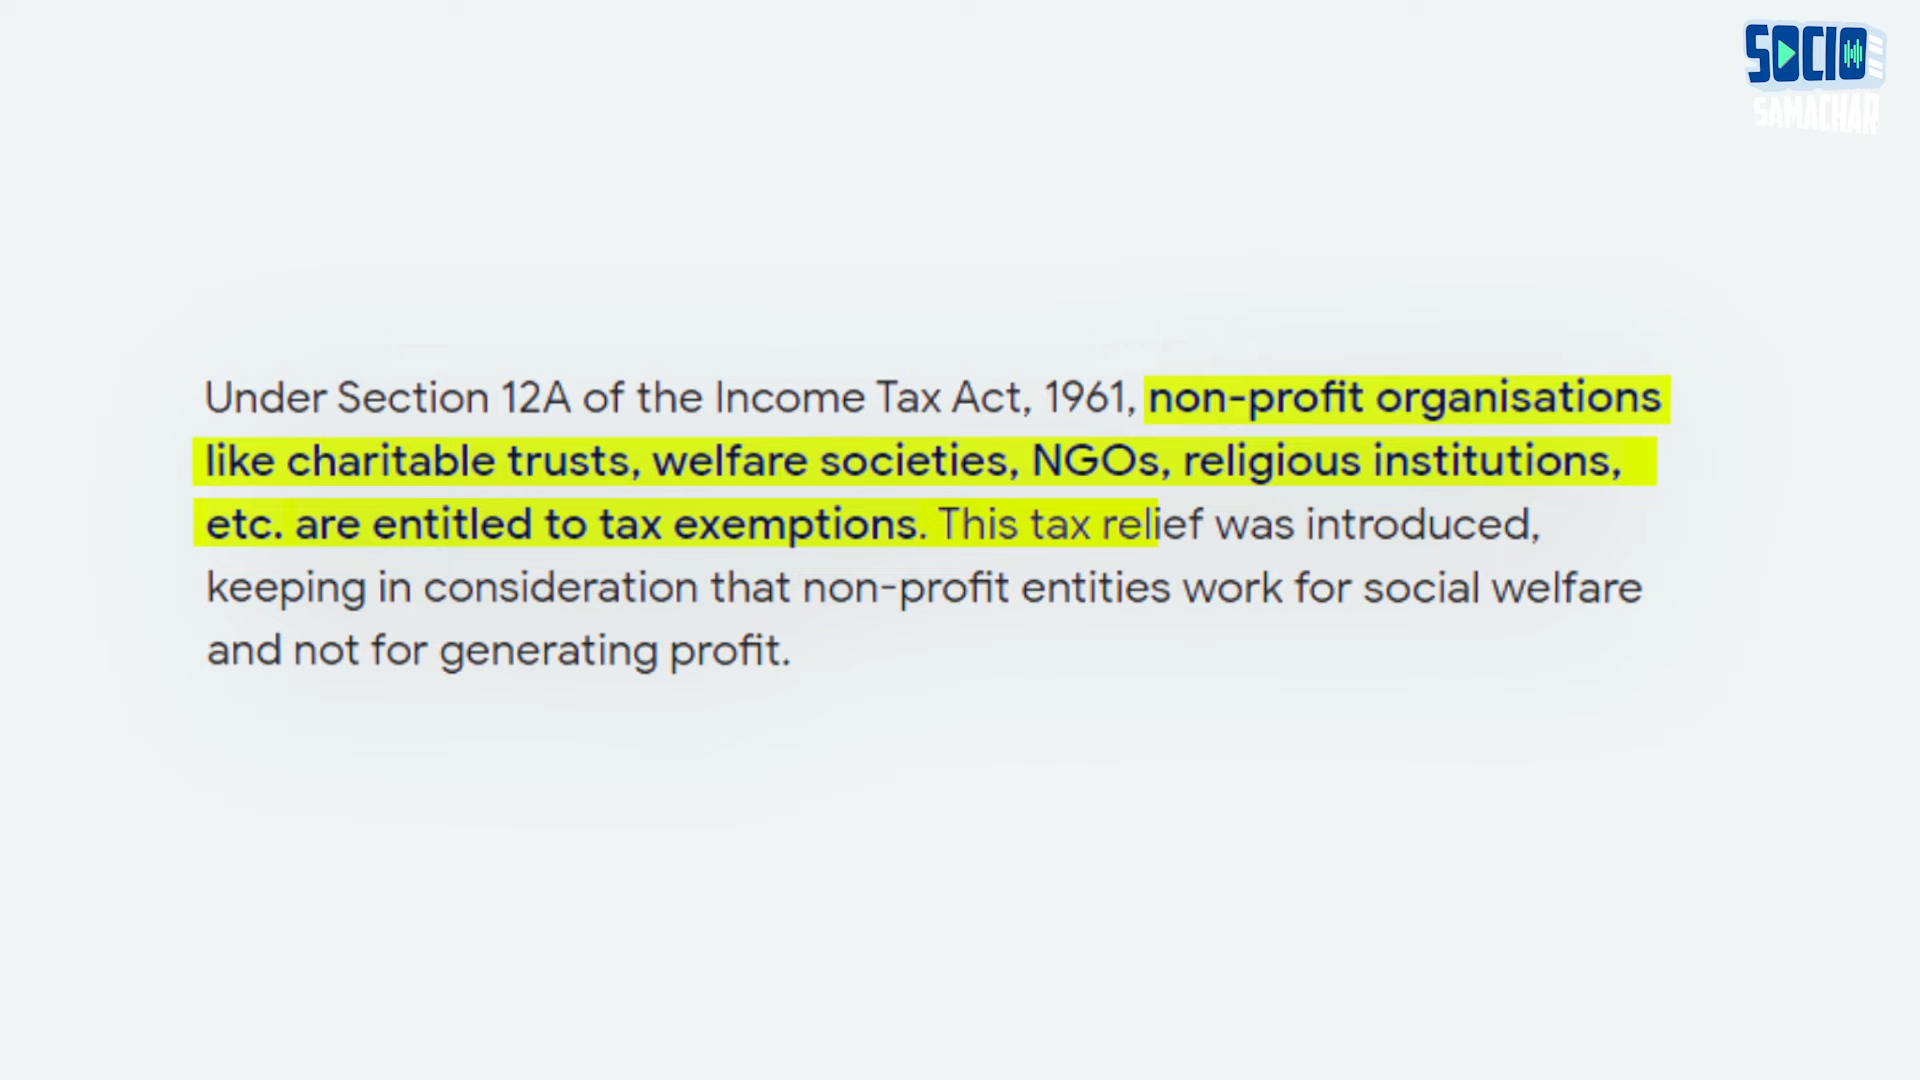 SOCIO
SAMACHAR
Under Section 12A of the Income Tax Act, 1961, non-profit organisations
like charitable trusts, welfare societies, NGOs, religious institutions,
etc. are entitled to tax exemptions. This tax relief was introduced,
keeping in consideration that non-profit entities work for social welfare
and not for generating profit.